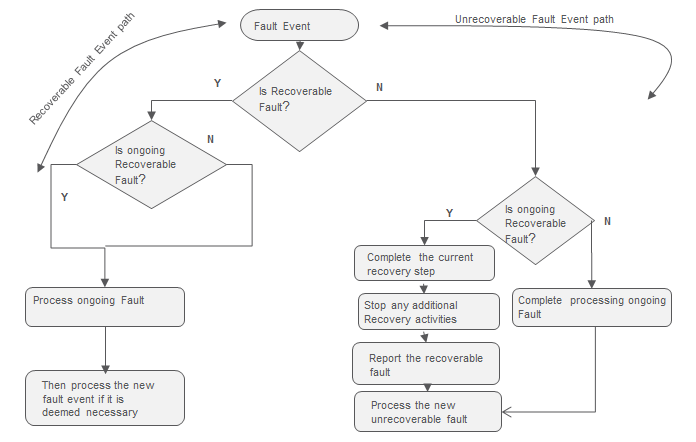 Recoverable Fault Event path
Fault Event
Unrecoverable Fault Event path
Y
Is Recoverable
Fault?
N
Is ongoing
Recoverable
Fault?
N
Y
Y
Is ongoing
Recoverable
Fault?
N
Complete the current
recovery step
Process ongoing Fault
Stop any additional
Recovery activities
Complete processing ongoing
Fault
Report the recoverable
fault
Then process the new
fault event if it is
deemed necessary
Process the new
unrecoverable fault